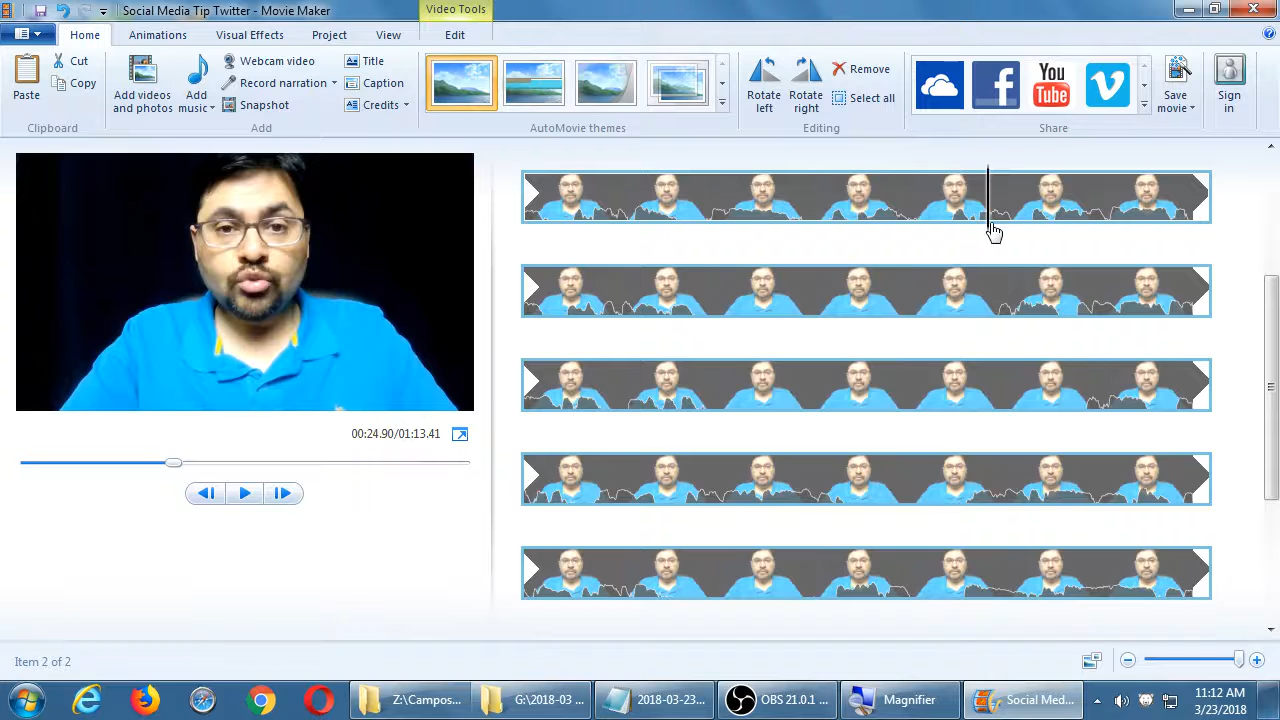 Social Media Tip Twitter - Movie Maker
Video Tools
Home
Animations
Visual Effects
Project
View
Edit
Paste
Cut
Copy
Clipboard
Add videos
and photos
Add
music
Webcam video
Record narration
Snapshot
Title
Caption
Credits
Add
AutoMovie themes
Rotate
left
Rotate
right
Remove
Select all
Editing
You
Tube
Share
Save
movie
Sign
in
00:24.90/01:13.41
Item 2 of 2
Z:\Campos...
G:\2018-03 ...
2018-03-23...
OBS 21.0.1 ...
Magnifier
Social Med...
11:12 AM
3/23/2018